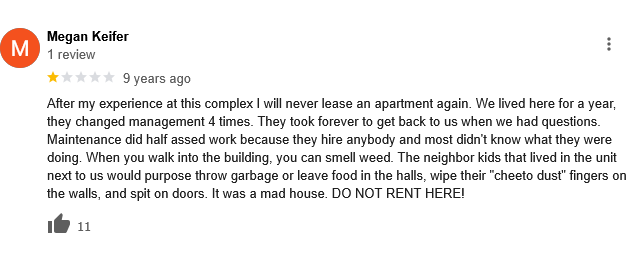 M
Megan Keifer
1 review
9 years ago
After my experience at this complex I will never lease an apartment again. We lived here for a year,
they changed management 4 times. They took forever to get back to us when we had questions.
Maintenance did half assed work because they hire anybody and most didn't know what they were
doing. When you walk into the building, you can smell weed. The neighbor kids that lived in the unit
next to us would purpose throw garbage or leave food in the halls, wipe their "cheeto dust" fingers on
the walls, and spit on doors. It was a mad house. DO NOT RENT HERE!
11